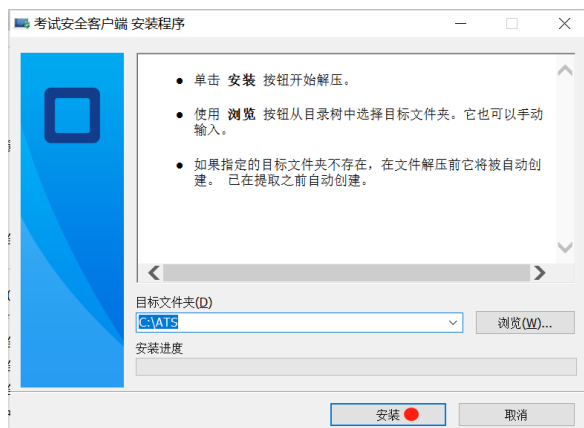 考试安全客户端 安装程序
● 单击 安装 按钮开始解压。
● 使用 浏览 按钮从目录树中选择目标文件夹。它也可以手动
输入。
● 如果指定的目标文件夹不存在，在文件解压前它将被自动创
建。 已在提取之前自动创建。
目标文件夹(D)
C:\ATS
浏览(W)...
安装进度
安装
取消